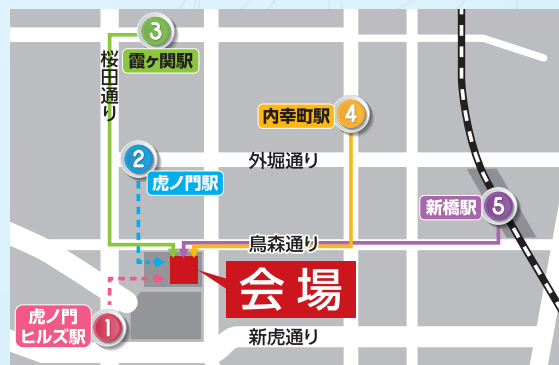 3
霞ヶ関駅
桜田通り
内幸町駅
4
2
外堀通り
虎ノ門駅
新橋駅
5
烏森通り
会場
虎ノ門
ヒルズ駅
1
新虎通り